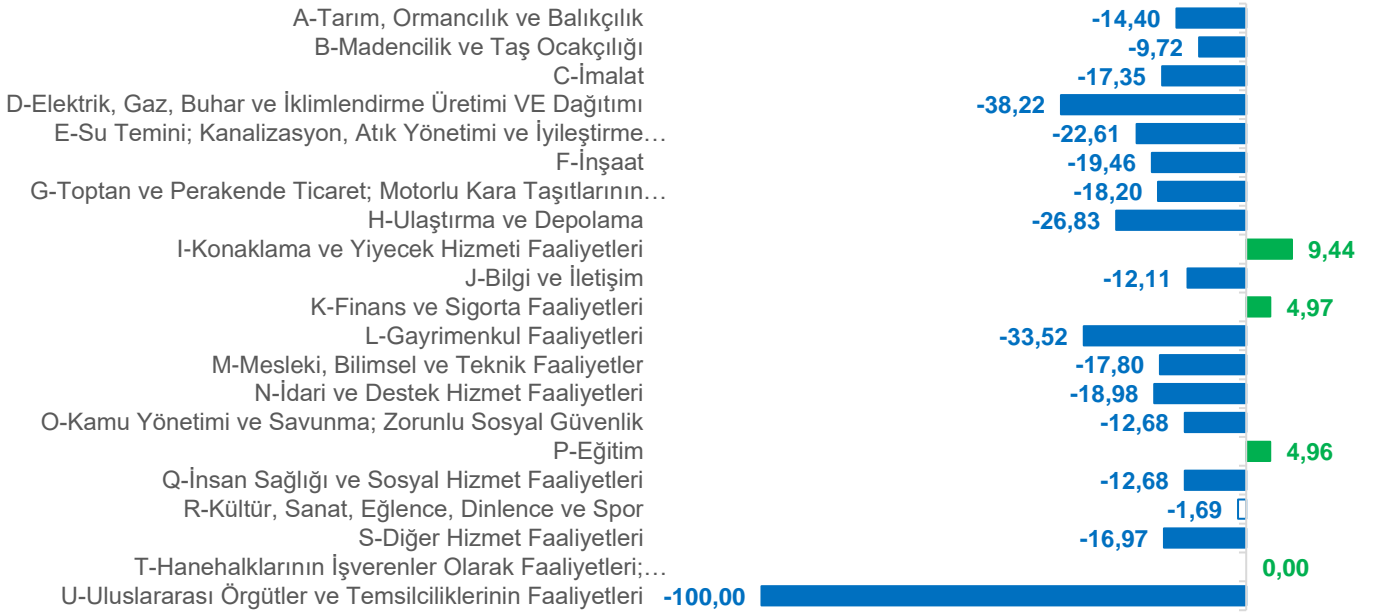 A-Tarım, Ormancılık ve Balıkçılık -14,40
B-Madencilik ve Taş Ocakçılığı -9,72
C-İmalat -17,35
D-Elektrik, Gaz, Buhar ve İklimlendirme Üretimi VE Dağıtımı -38,22
E-Su Temini; Kanalizasyon, Atık Yönetimi ve İyileştirme… -22,61
F-İnşaat -19,46
G-Toptan ve Perakende Ticaret; Motorlu Kara Taşıtlarının… -18,20
H-Ulaştırma ve Depolama -26,83
I-Konaklama ve Yiyecek Hizmeti Faaliyetleri 9,44
J-Bilgi ve İletişim -12,11
K-Finans ve Sigorta Faaliyetleri 4,97
L-Gayrimenkul Faaliyetleri -33,52
M-Mesleki, Bilimsel ve Teknik Faaliyetler -17,80
N-İdari ve Destek Hizmet Faaliyetleri -18,98
O-Kamu Yönetimi ve Savunma; Zorunlu Sosyal Güvenlik -12,68
P-Eğitim 4,96
Q-İnsan Sağlığı ve Sosyal Hizmet Faaliyetleri -12,68
R-Kültür, Sanat, Eğlence, Dinlence ve Spor -1,69
S-Diğer Hizmet Faaliyetleri -16,97
T-Hanehalklarının İşverenler Olarak Faaliyetleri;… 0,00
U-Uluslararası Örgütler ve Temsilciliklerinin Faaliyetleri -100,00